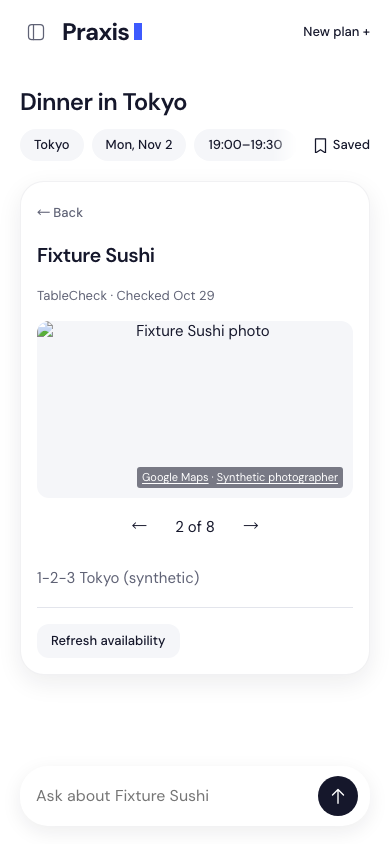 Praxis
New plan +
Dinner in Tokyo
Tokyo
Mon, Nov 2
19:00–19:30
Saved
← Back
Fixture Sushi
TableCheck · Checked Oct 29
Fixture Sushi photo
Google Maps · Synthetic photographer
← 2 of 8 →
1-2-3 Tokyo (synthetic)
Refresh availability
Ask about Fixture Sushi